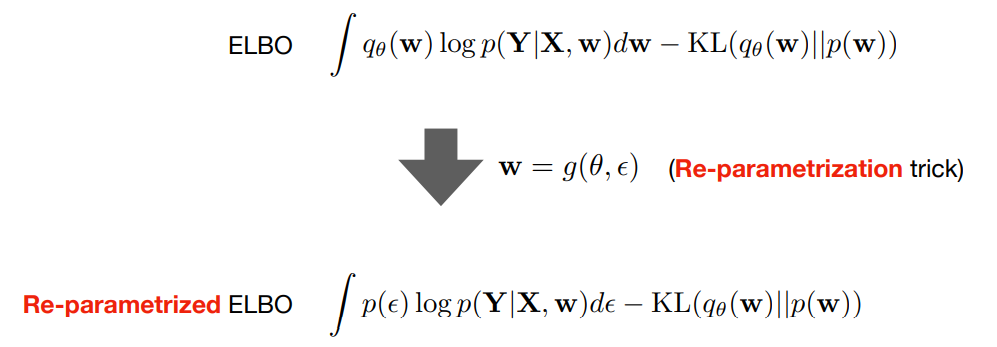 ELBO ∫ q_θ(𝐰) log p(𝐘|𝐗, 𝐰)d𝐰 − KL(q_θ(𝐰)||p(𝐰))
𝐰 = g(θ, ϵ) (Re-parametrization trick)
Re-parametrized ELBO ∫ p(ϵ) log p(𝐘|𝐗, 𝐰)dϵ − KL(q_θ(𝐰)||p(𝐰))